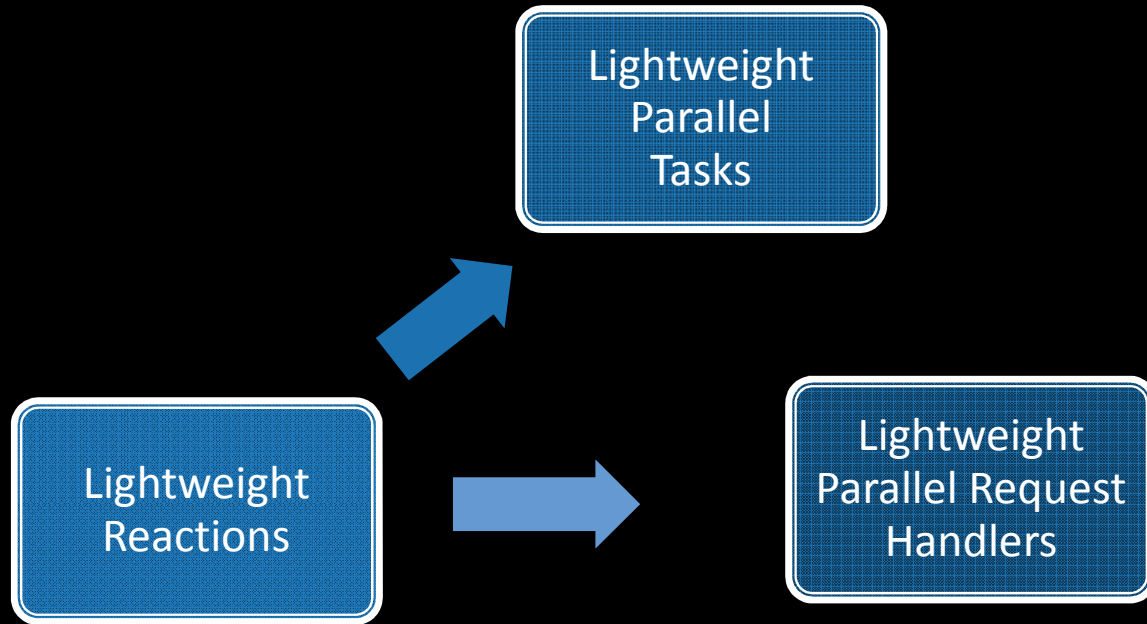 Lightweight
Parallel
Tasks
Lightweight
Reactions
Lightweight
Parallel Request
Handlers